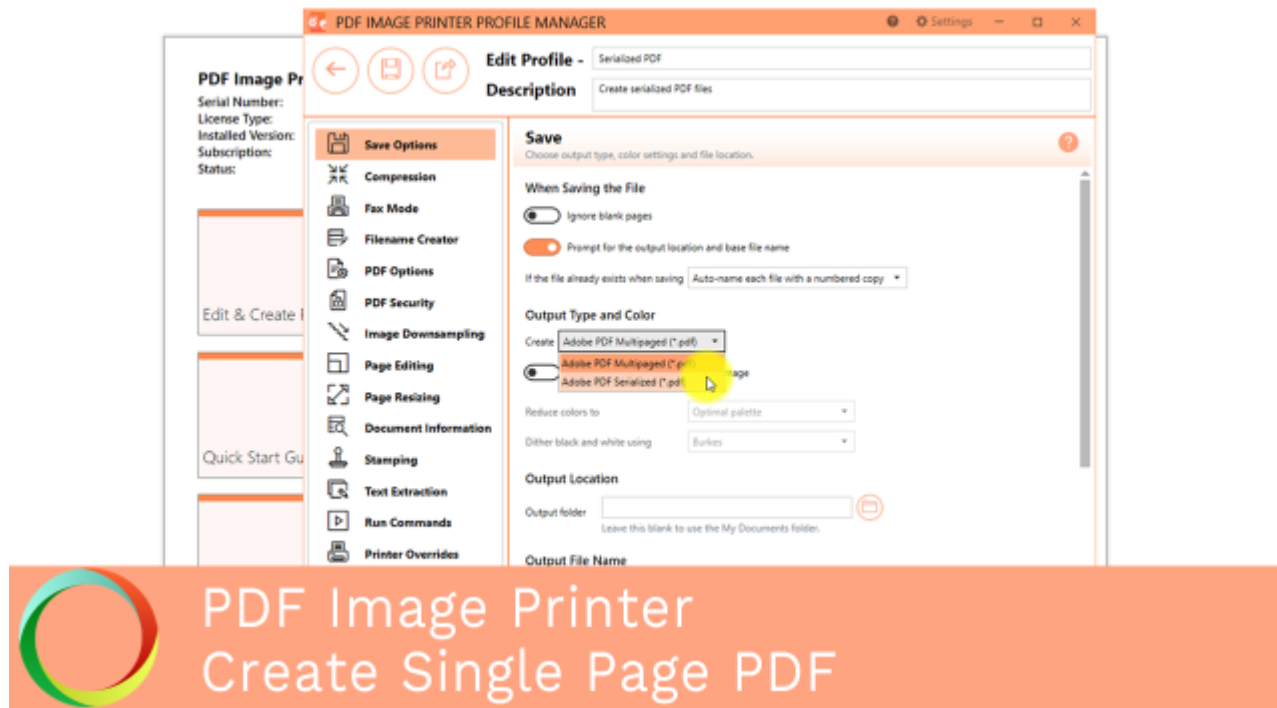 PDF IMAGE PRINTER PROFILE MANAGER
Settings
Edit Profile - Serialized PDF
Description Create serialized PDF files
PDF Image Pr
Serial Number:
License Type:
Installed Version:
Subscription:
Status:
Edit & Create
Quick Start Gu
Save Options
Compression
Fax Mode
Filename Creator
PDF Options
PDF Security
Image Downsampling
Page Editing
Page Resizing
Document Information
Stamping
Text Extraction
Run Commands
Printer Overrides
Save
Choose output type, color settings and file location.
When Saving the File
Ignore blank pages
Prompt for the output location and base file name
If the file already exists when saving Auto-name each file with a numbered copy
Output Type and Color
Create Adobe PDF Multipaged (*.pdf)
Adobe PDF Multipaged (*.pdf)
Adobe PDF Serialized (*.pdf)
mage
Reduce colors to Optimal palette
Dither black and white using Burkes
Output Location
Output folder
Leave this blank to use the My Documents folder.
Output File Name
PDF Image Printer
Create Single Page PDF